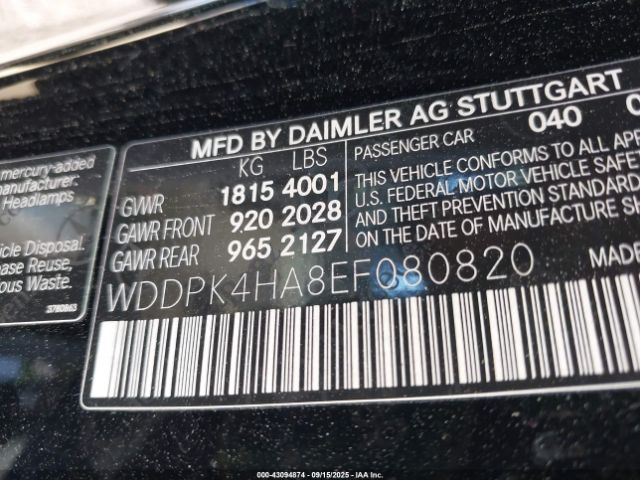 mercury-added
manufacturer:
Headlamps
icle Disposal.
ase Reuse,
ous Waste.
3780863
MFD BY DAIMLER AG STUTTGART
KG LBS
GVWR 1815 4001
GAWR FRONT 920 2028
GAWR REAR 965 2127
PASSENGER CAR 040 0
THIS VEHICLE CONFORMS TO ALL APP
U.S. FEDERAL MOTOR VEHICLE SAFE
AND THEFT PREVENTION STANDARD
ON THE DATE OF MANUFACTURE SH
WDDPK4HA8EF080820
MADE
000-43094874 | 09/15/2025 | IAA, Inc.